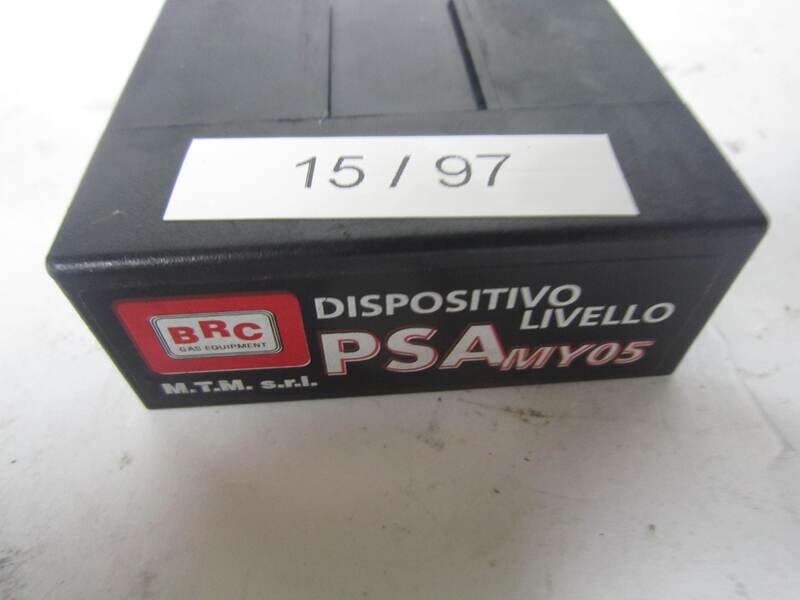 15 / 97
DISPOSITIVO
LIVELLO
BRC
GAS EQUIPMENT
PSA MY05
M.T.M. s.r.l.